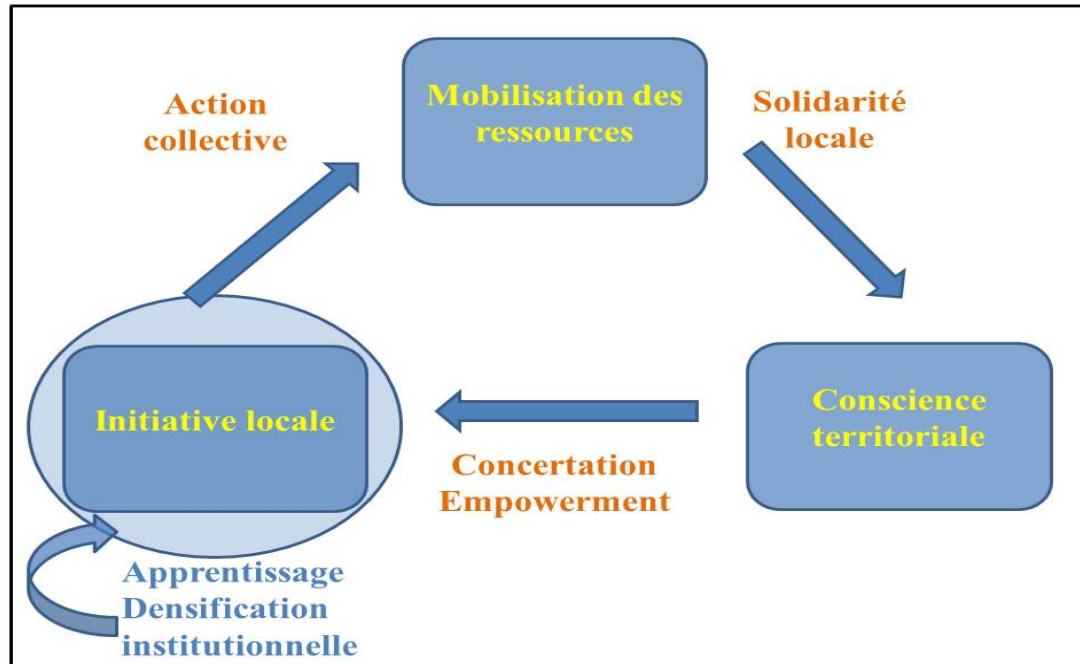 Action
collective
Mobilisation des
ressources
Solidarité
locale
Initiative locale
Concertation
Empowerment
Conscience
territoriale
Apprentissage
Densification
institutionnelle